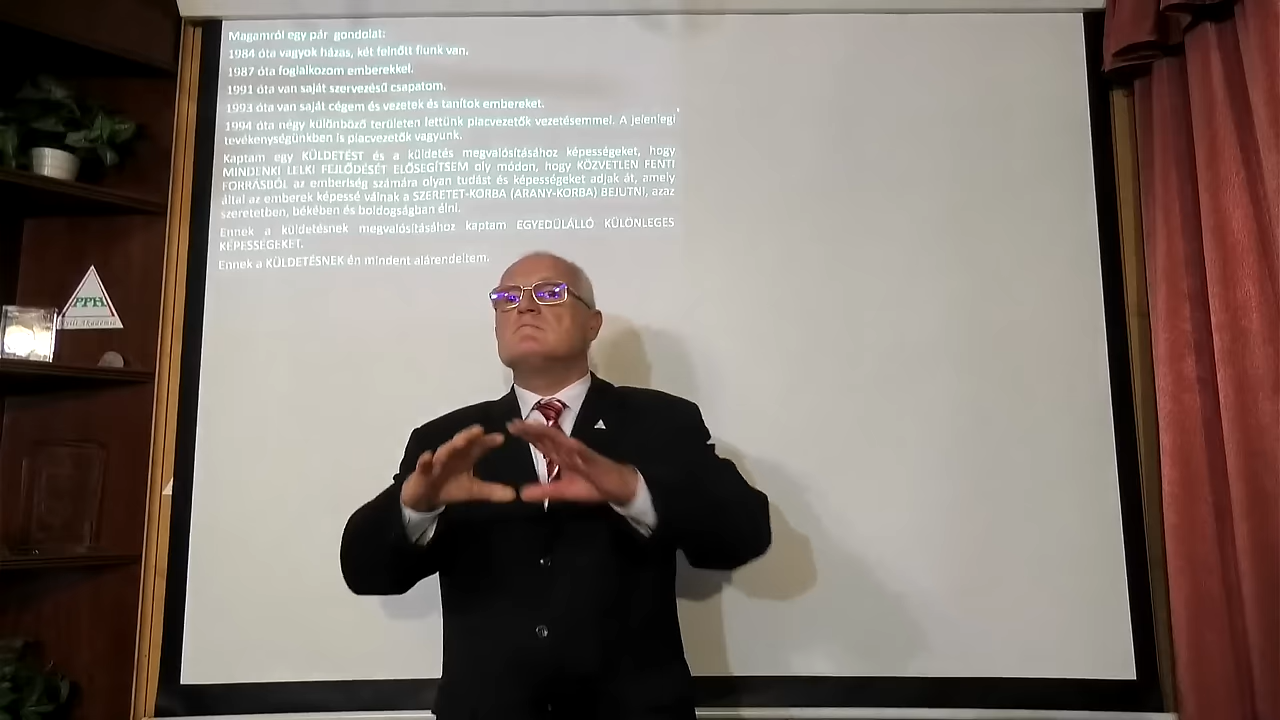 Magamról egy pár gondolat:
1984 óta vagyok házas, két felnőtt fiunk van.
1987 óta foglalkozom emberekkel.
1991 óta van saját szervezésű csapatom.
1993 óta van saját cégem és vezetek és tanítok embereket.
1994 óta négy különböző területen lettünk piacvezetők vezetésemmel. A jelenlegi
tevékenységünkben is piacvezetők vagyunk.
Kaptam egy KÜLDETÉST és a küldetés megvalósításához képességeket, hogy
MINDENKI LELKI FEJLŐDÉSÉT ELŐSEGÍTSEM oly módon, hogy KÖZVETLEN FENTI
FORRÁSBÓL az emberiség számára olyan tudást és képességeket adjak át, amely
által az emberek képessé válnak a SZERETET-KORBA (ARANY-KORBA) BEJUTNI, azaz
szeretetben, békében és boldogságban élni.
Ennek a küldetésnek megvalósításához kaptam EGYEDÜLÁLLÓ KÜLÖNLEGES
KÉPESSÉGEKET.
Ennek a KÜLDETÉSNEK én mindent alárendeltem.
PPH
Akadémia